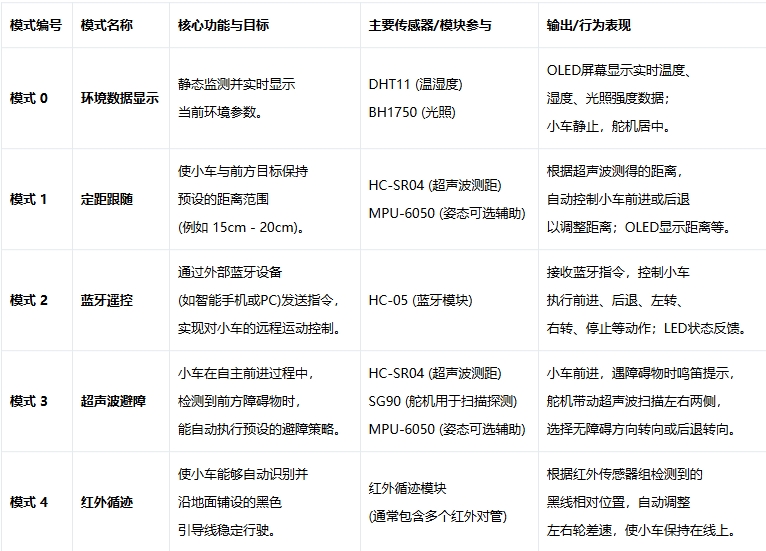 模式编号 模式名称 核心功能与目标 主要传感器/模块参与 输出/行为表现
模式 0 环境数据显示
静态监测并实时显示
当前环境参数。
DHT11 (温湿度)
BH1750 (光照)
OLED屏幕显示实时温度、
湿度、光照强度数据；
小车静止，舵机居中。
模式 1 定距跟随
使小车与前方目标保持
预设的距离范围
(例如 15cm - 20cm)。
HC-SR04 (超声波测距)
MPU-6050 (姿态可选辅助)
根据超声波测得的距离，
自动控制小车前进或后退
以调整距离；OLED显示距离等。
模式 2 蓝牙遥控
通过外部蓝牙设备
(如智能手机或PC)发送指令，
实现对小车的远程运动控制。
HC-05 (蓝牙模块)
接收蓝牙指令，控制小车
执行前进、后退、左转、
右转、停止等动作；LED状态反馈。
模式 3 超声波避障
小车在自主前进过程中，
检测到前方障碍物时，
能自动执行预设的避障策略。
HC-SR04 (超声波测距)
SG90 (舵机用于扫描探测)
MPU-6050 (姿态可选辅助)
小车前进，遇障碍物时鸣笛提示，
舵机带动超声波扫描左右两侧，
选择无障碍方向转向或后退转向。
模式 4 红外循迹
使小车能够自动识别并
沿地面铺设的黑色
引导线稳定行驶。
红外循迹模块
(通常包含多个红外对管)
根据红外传感器组检测到的
黑线相对位置，自动调整
左右轮差速，使小车保持在线上。